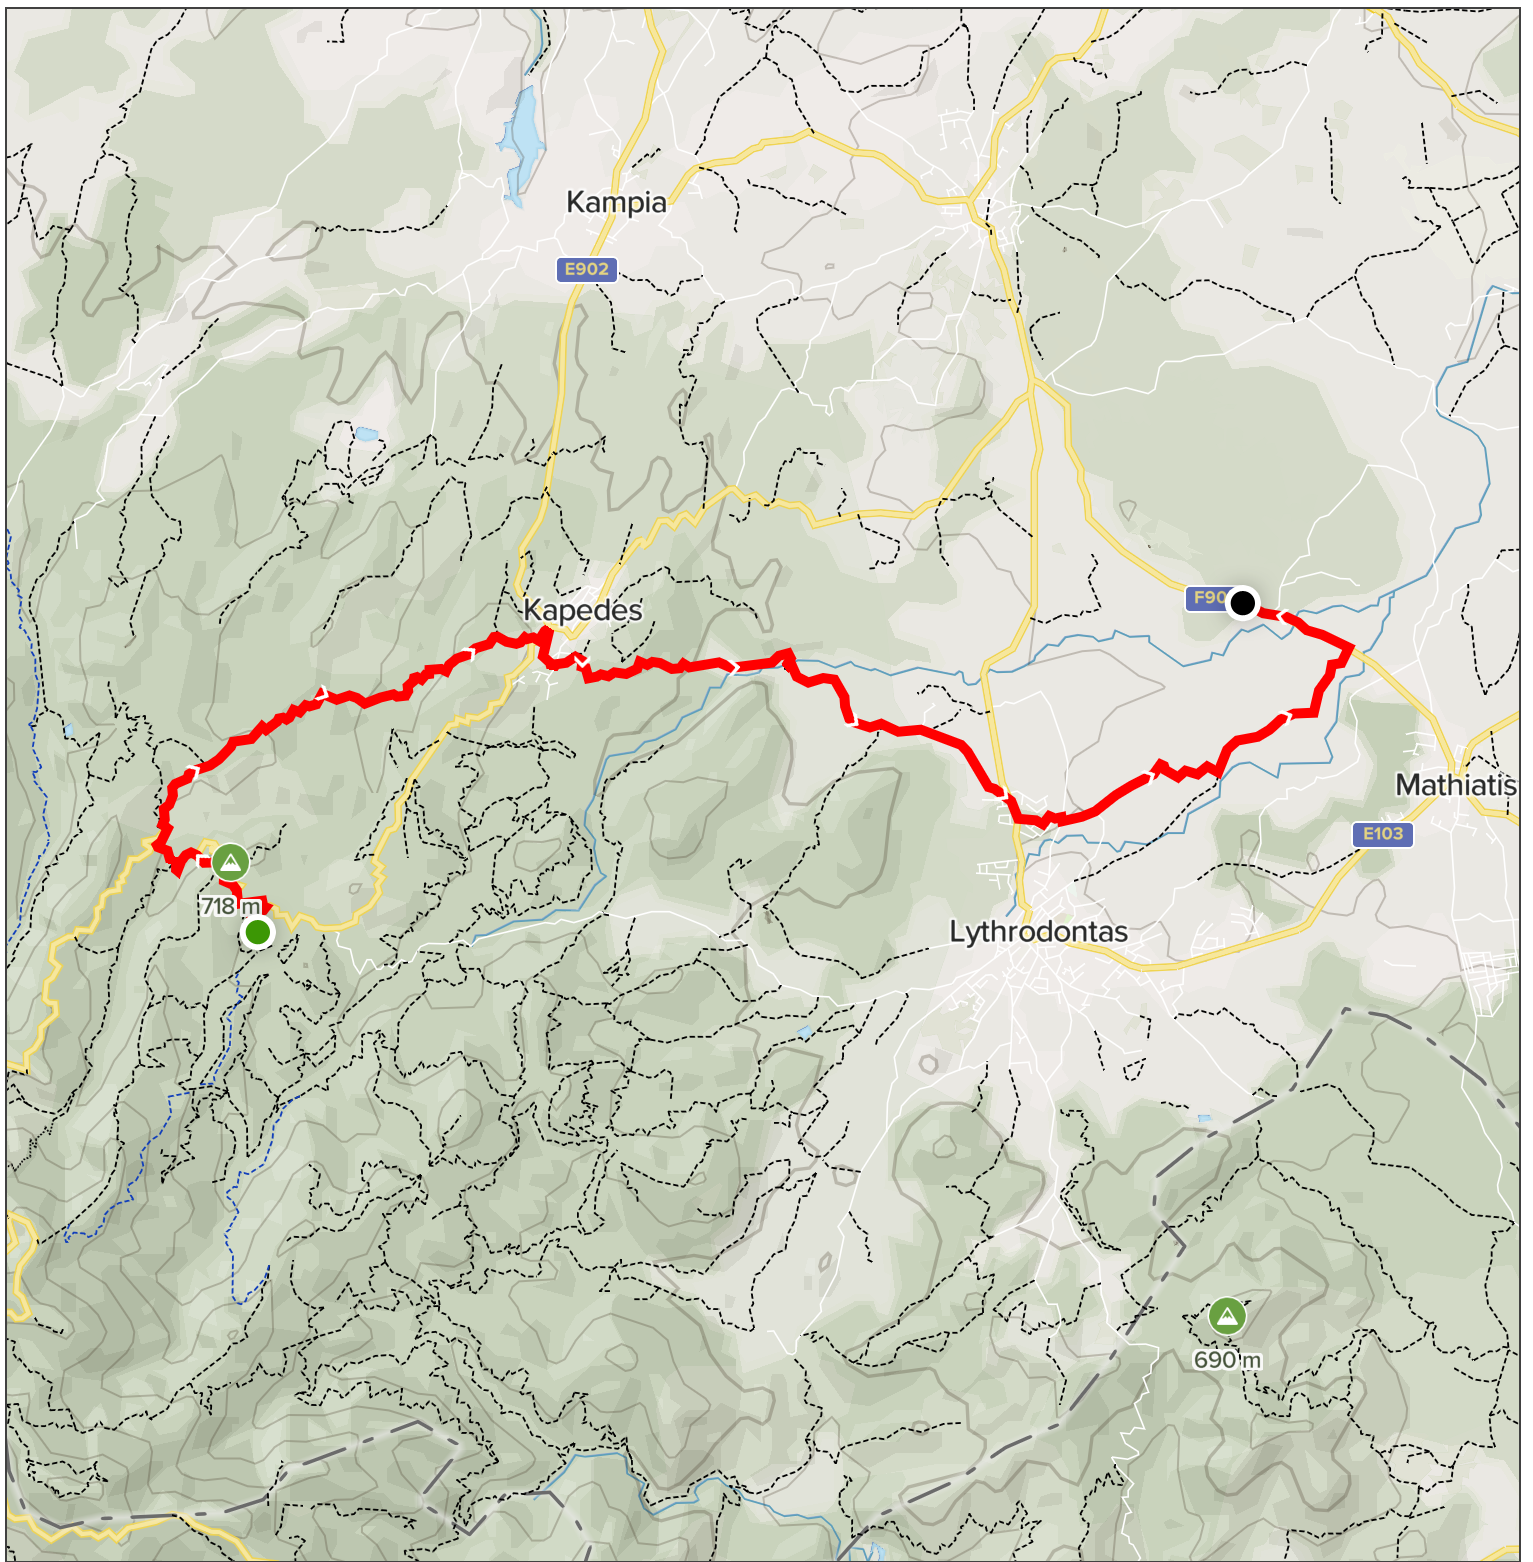 Kampia
E902
F90
Kapedes
Mathiatis
E103
718 m
Lythrodontas
690 m